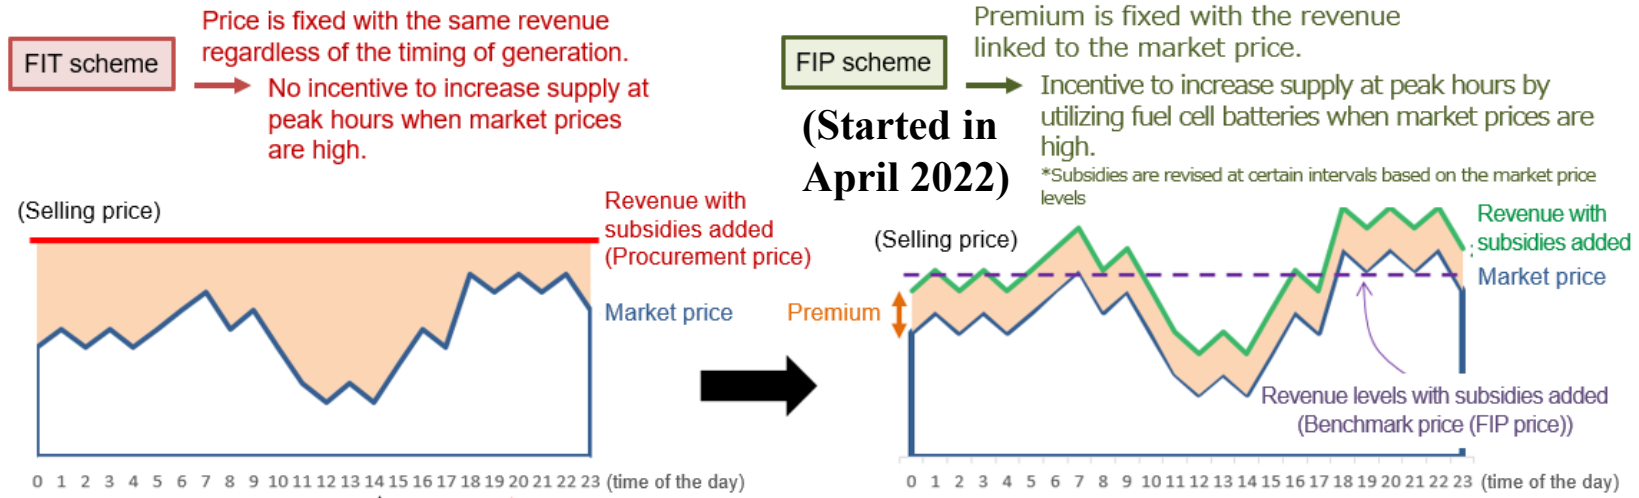 FIT scheme
Price is fixed with the same revenue
regardless of the timing of generation.
No incentive to increase supply at
peak hours when market prices
are high.
(Selling price)
Revenue with
subsidies added
(Procurement price)
Market price
0 1 2 3 4 5 6 7 8 9 10 11 12 13 14 15 16 17 18 19 20 21 22 23 (time of the day)
FIP scheme
(Started in
April 2022)
Premium is fixed with the revenue
linked to the market price.
Incentive to increase supply at peak hours by
utilizing fuel cell batteries when market prices are
high.
*Subsidies are revised at certain intervals based on the market price
levels
(Selling price)
Revenue with
subsidies added
Market price
Premium
Revenue levels with subsidies added
(Benchmark price (FIP price))
0 1 2 3 4 5 6 7 8 9 10 11 12 13 14 15 16 17 18 19 20 21 22 23 (time of the day)